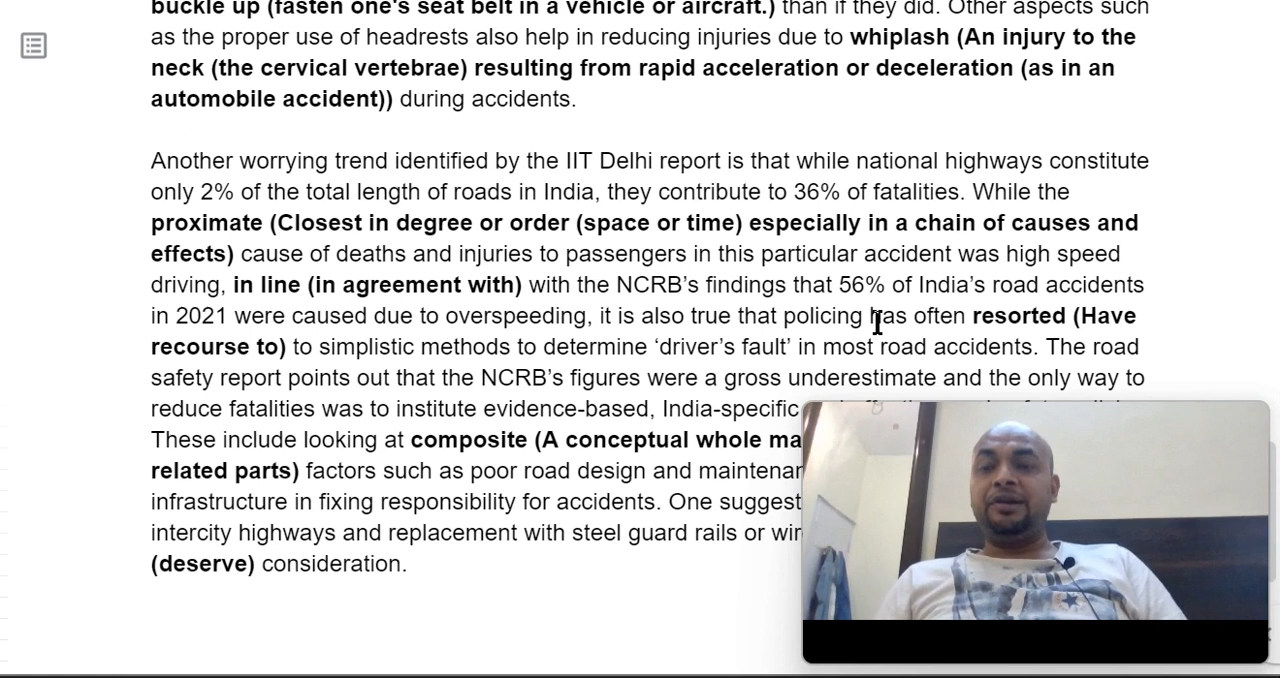 buckle up (fasten one's seat belt in a vehicle or aircraft.) than if they did. Other aspects such
as the proper use of headrests also help in reducing injuries due to whiplash (An injury to the
neck (the cervical vertebrae) resulting from rapid acceleration or deceleration (as in an
automobile accident)) during accidents.
Another worrying trend identified by the IIT Delhi report is that while national highways constitute
only 2% of the total length of roads in India, they contribute to 36% of fatalities. While the
proximate (Closest in degree or order (space or time) especially in a chain of causes and
effects) cause of deaths and injuries to passengers in this particular accident was high speed
driving, in line (in agreement with) with the NCRB’s findings that 56% of India’s road accidents
in 2021 were caused due to overspeeding, it is also true that policing has often resorted (Have
recourse to) to simplistic methods to determine ‘driver’s fault’ in most road accidents. The road
safety report points out that the NCRB’s figures were a gross underestimate and the only way to
reduce fatalities was to institute evidence-based, India-specific
These include looking at composite (A conceptual whole
related parts) factors such as poor road design and
infrastructure in fixing responsibility for accidents. One
intercity highways and replacement with steel guard rails or
(deserve) consideration.